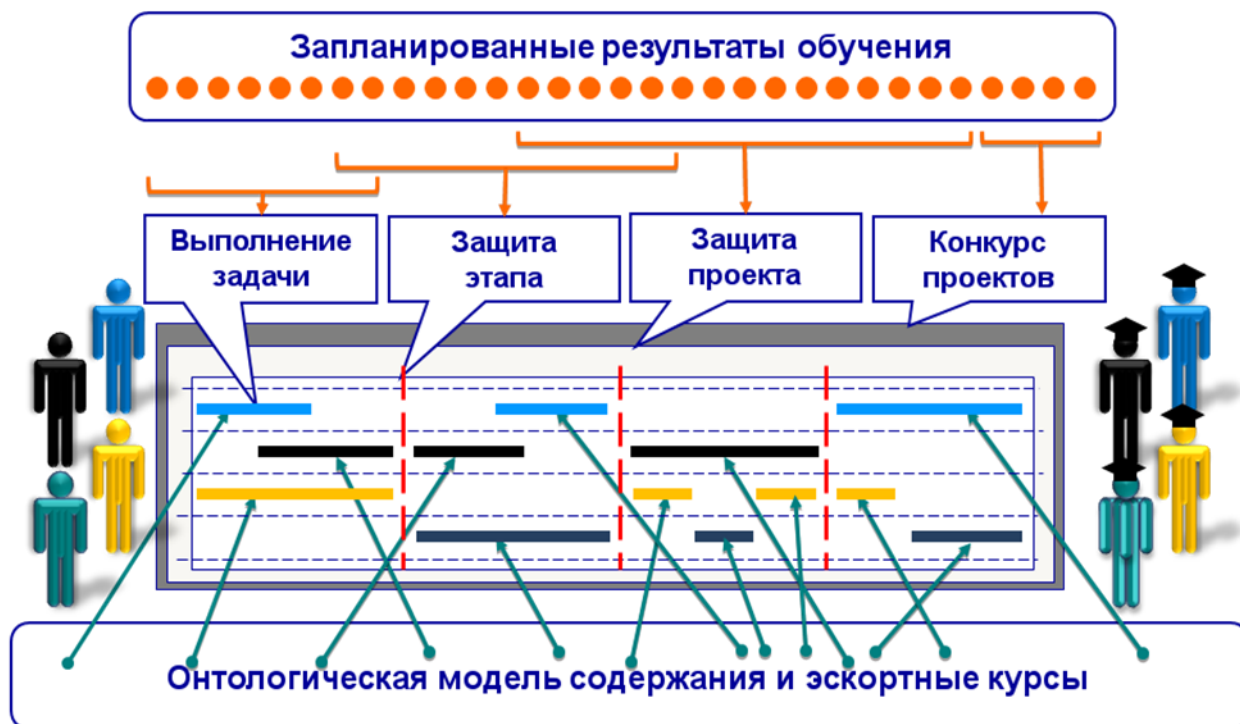 Запланированные результаты обучения
Выполнение
задачи
Защита
этапа
Защита
проекта
Конкурс
проектов
Онтологическая модель содержания и эскортные курсы